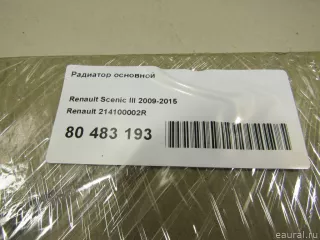 Радиатор основной
Renault Scenic III 2009-2015
Renault 214100002R
80 483 193
eaural.ru